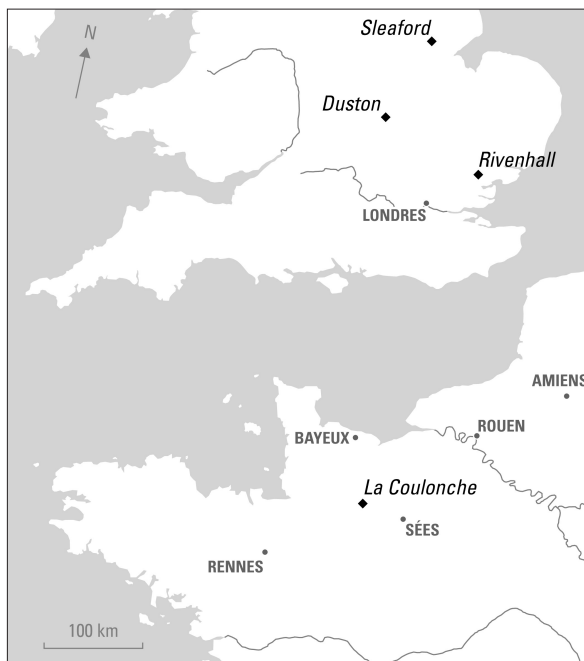 Sleaford
N
Duston
Rivenhall
LONDRES
AMIENS
ROUEN
BAYEUX
La Coulonche
SÉES
RENNES
100 km